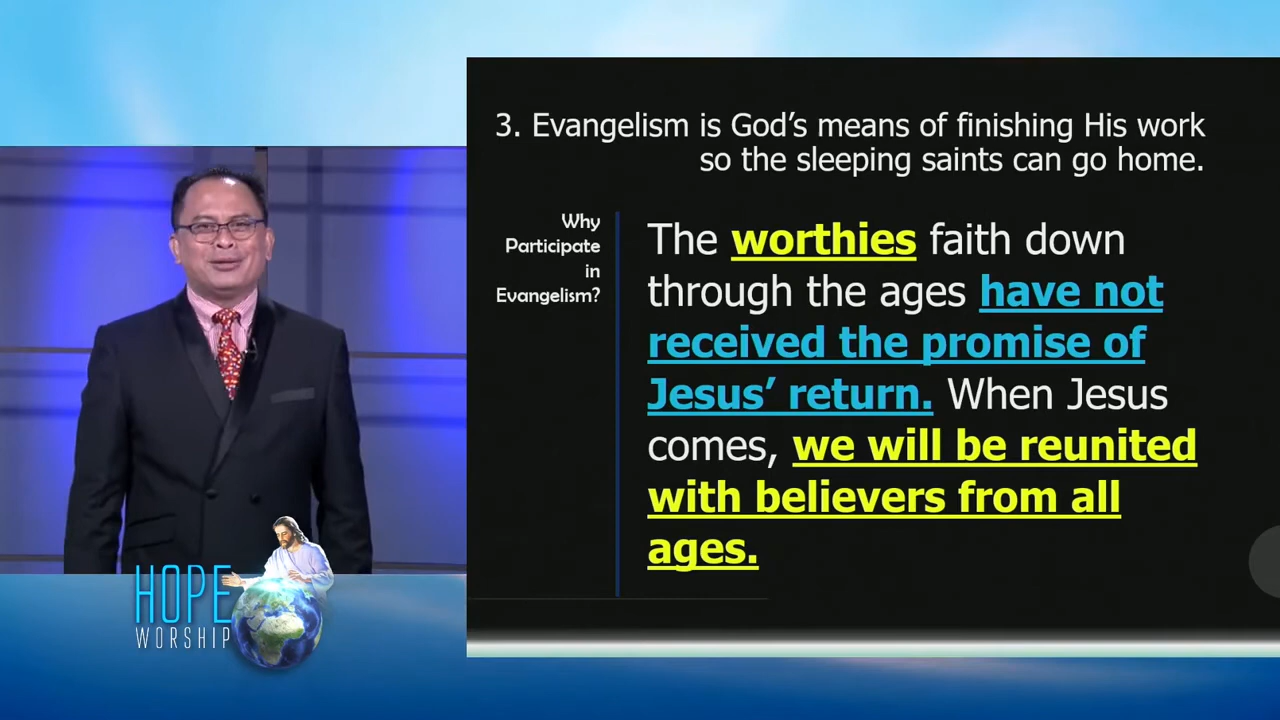 3. Evangelism is God’s means of finishing His work
so the sleeping saints can go home.
Why
Participate
in
Evangelism?
The worthies faith down
through the ages have not
received the promise of
Jesus’ return. When Jesus
comes, we will be reunited
with believers from all
ages.
HOPE
WORSHIP